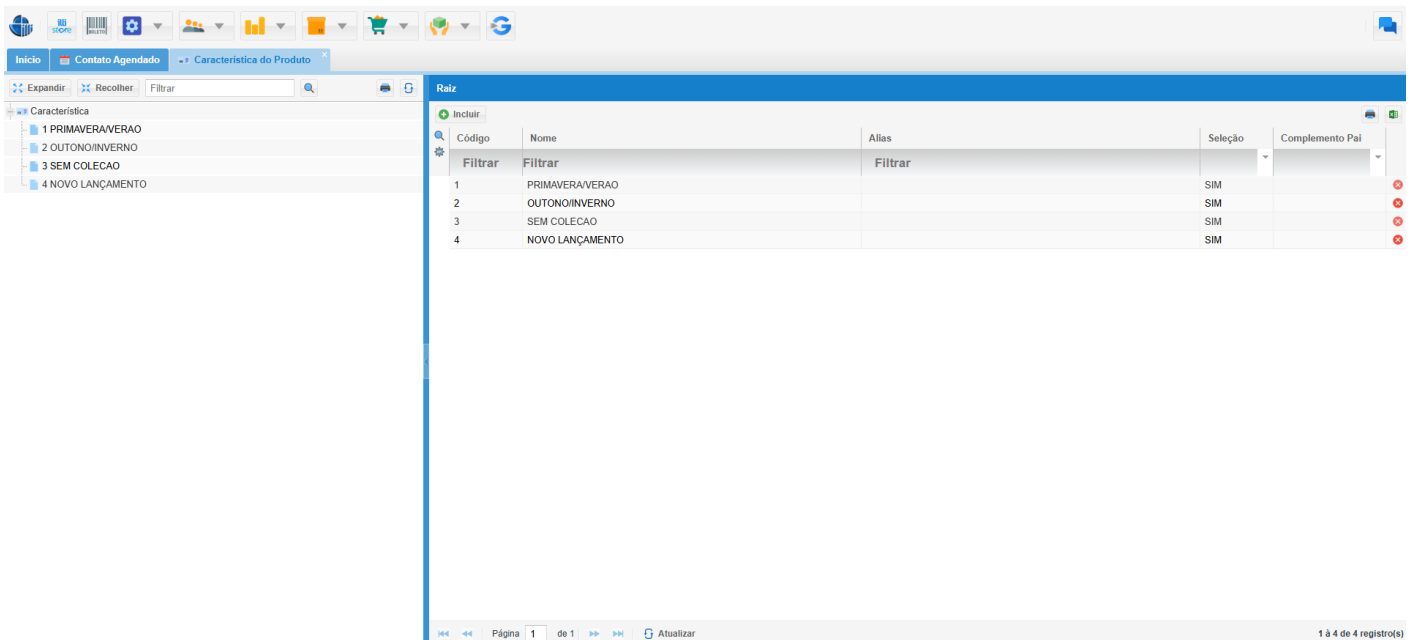 store BOLETO
Início Contato Agendado Característica do Produto
Expandir Recolher Filtrar
Característica
1 PRIMAVERA/VERAO
2 OUTONO/INVERNO
3 SEM COLECAO
4 NOVO LANÇAMENTO
Raiz
Incluir
Código Nome Alias Seleção Complemento Pai
Filtrar Filtrar Filtrar
1 PRIMAVERA/VERAO SIM
2 OUTONO/INVERNO SIM
3 SEM COLECAO SIM
4 NOVO LANÇAMENTO SIM
Página 1 de 1 Atualizar 1 à 4 de 4 registro(s)